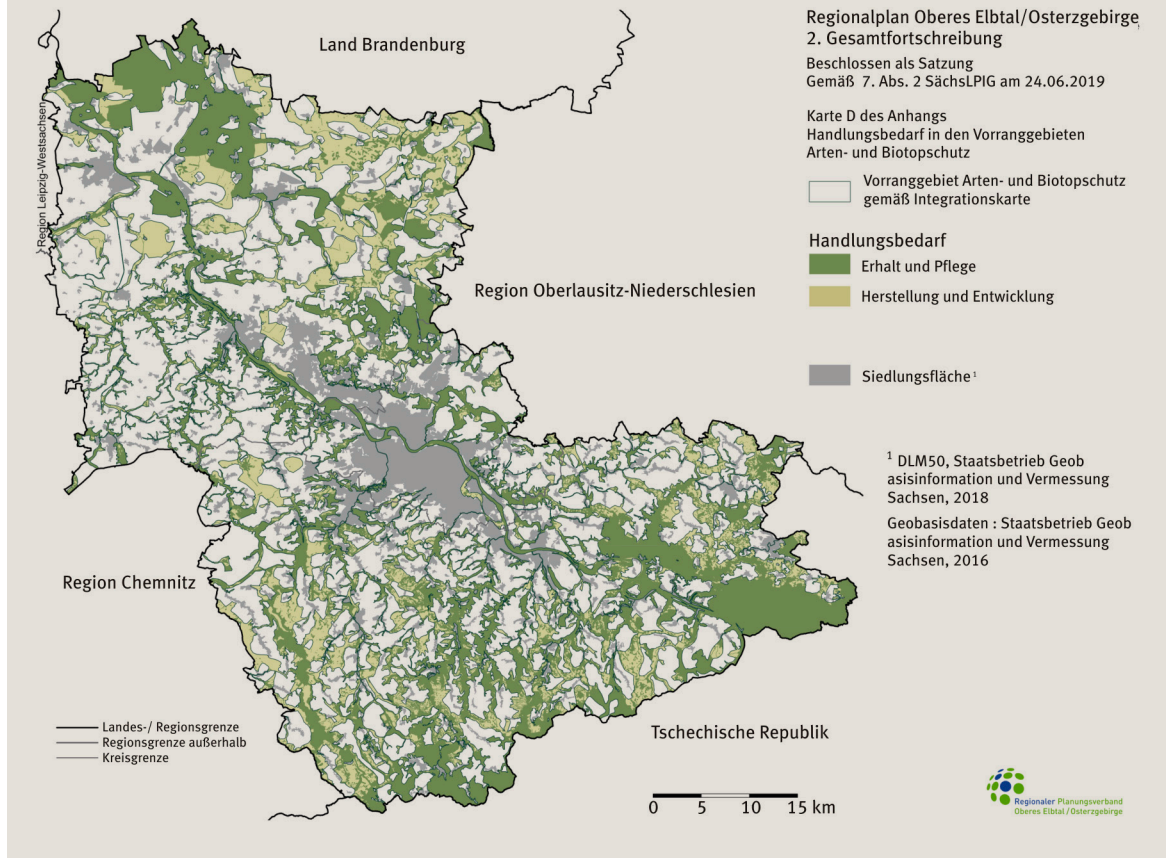 Regionalplan Oberes Elbtal/Osterzgebirge
2. Gesamtfortschreibung
Beschlossen als Satzung
Gemäß 7. Abs. 2 SächsLPIG am 24.06.2019
Karte D des Anhangs
Handlungsbedarf in den Vorranggebieten
Arten- und Biotopschutz
Vorranggebiet Arten- und Biotopschutz
gemäß Integrationskarte
Handlungsbedarf
Erhalt und Pflege
Herstellung und Entwicklung
Siedlungsfläche ¹
¹ DLM50, Staatsbetrieb Geob
asisinformation und Vermessung
Sachsen, 2018
Geobasisdaten : Staatsbetrieb Geob
asisinformation und Vermessung
Sachsen, 2016
Land Brandenburg
Region Leipzig-Westsachsen
Region Oberlausitz-Niederschlesien
Region Chemnitz
Tschechische Republik
Landes-/ Regionsgrenze
Regionsgrenze außerhalb
Kreisgrenze
0 5 10 15 km
Regionaler Planungsverband
Oberes Elbtal / Osterzgebirge